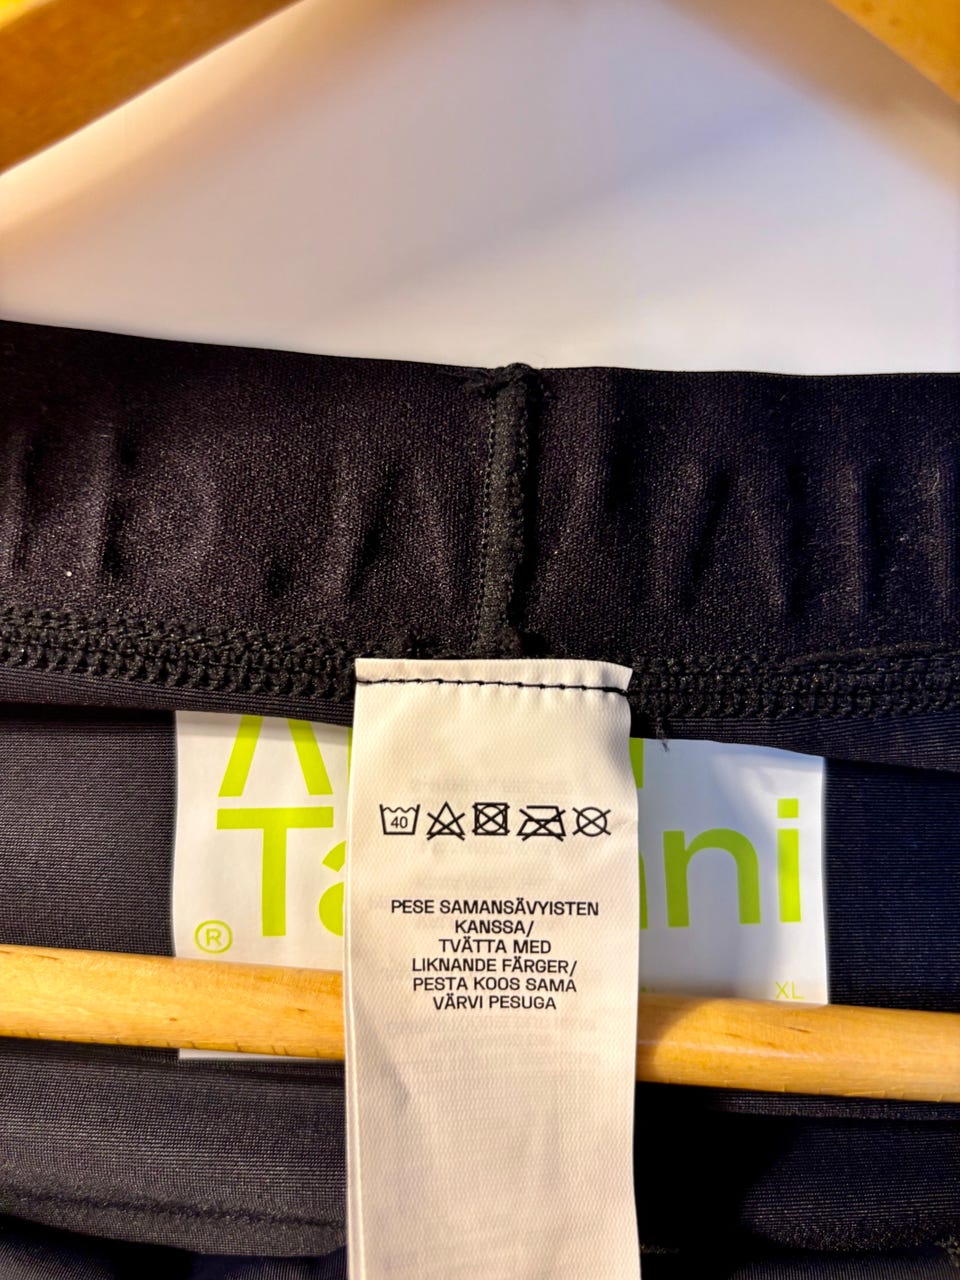 40
PESE SAMANSÄVYISTEN
KANSSA/
TVÄTTA MED
LIKNANDE FÄRGER/
PESTA KOOS SAMA
VÄRVI PESUGA
®
XL